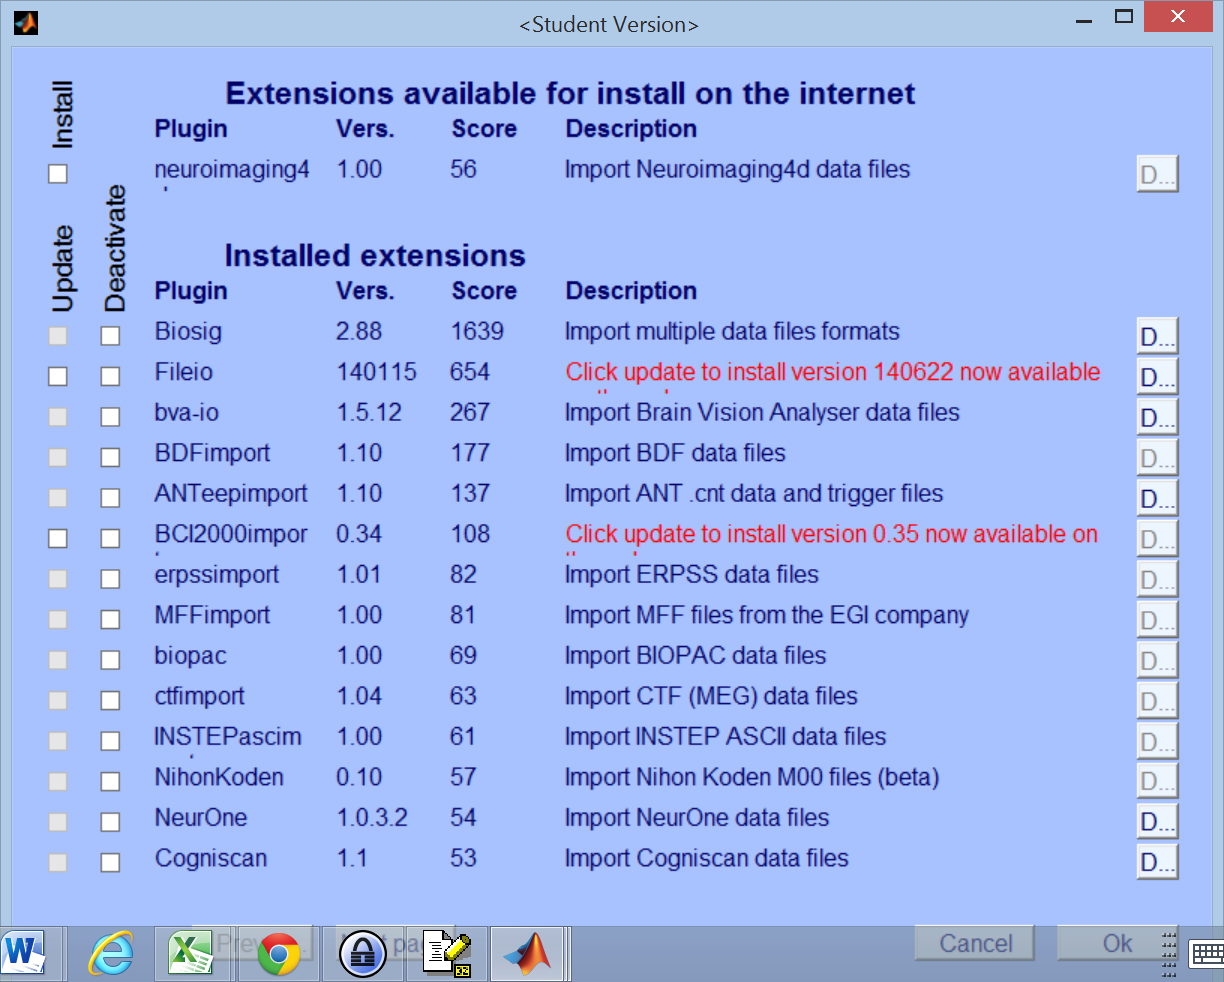 <Student Version>
Install
Extensions available for install on the internet
Plugin Vers. Score Description
neuroimaging4 1.00 56 Import Neuroimaging4d data files D...
Update
Deactivate
Installed extensions
Plugin Vers. Score Description
Biosig 2.88 1639 Import multiple data files formats D...
Fileio 140115 654 Click update to install version 140622 now available D...
bva-io 1.5.12 267 Import Brain Vision Analyser data files D...
BDFimport 1.10 177 Import BDF data files D...
ANTeepimport 1.10 137 Import ANT .cnt data and trigger files D...
BCI2000impor 0.34 108 Click update to install version 0.35 now available on D...
erpssimport 1.01 82 Import ERPSS data files D...
MFFimport 1.00 81 Import MFF files from the EGI company D...
biopac 1.00 69 Import BIOPAC data files D...
ctfimport 1.04 63 Import CTF (MEG) data files D...
INSTEPascim 1.00 61 Import INSTEP ASCII data files D...
NihonKoden 0.10 57 Import Nihon Koden M00 files (beta) D...
NeurOne 1.0.3.2 54 Import NeurOne data files D...
Cogniscan 1.1 53 Import Cogniscan data files D...
Cancel Ok
32